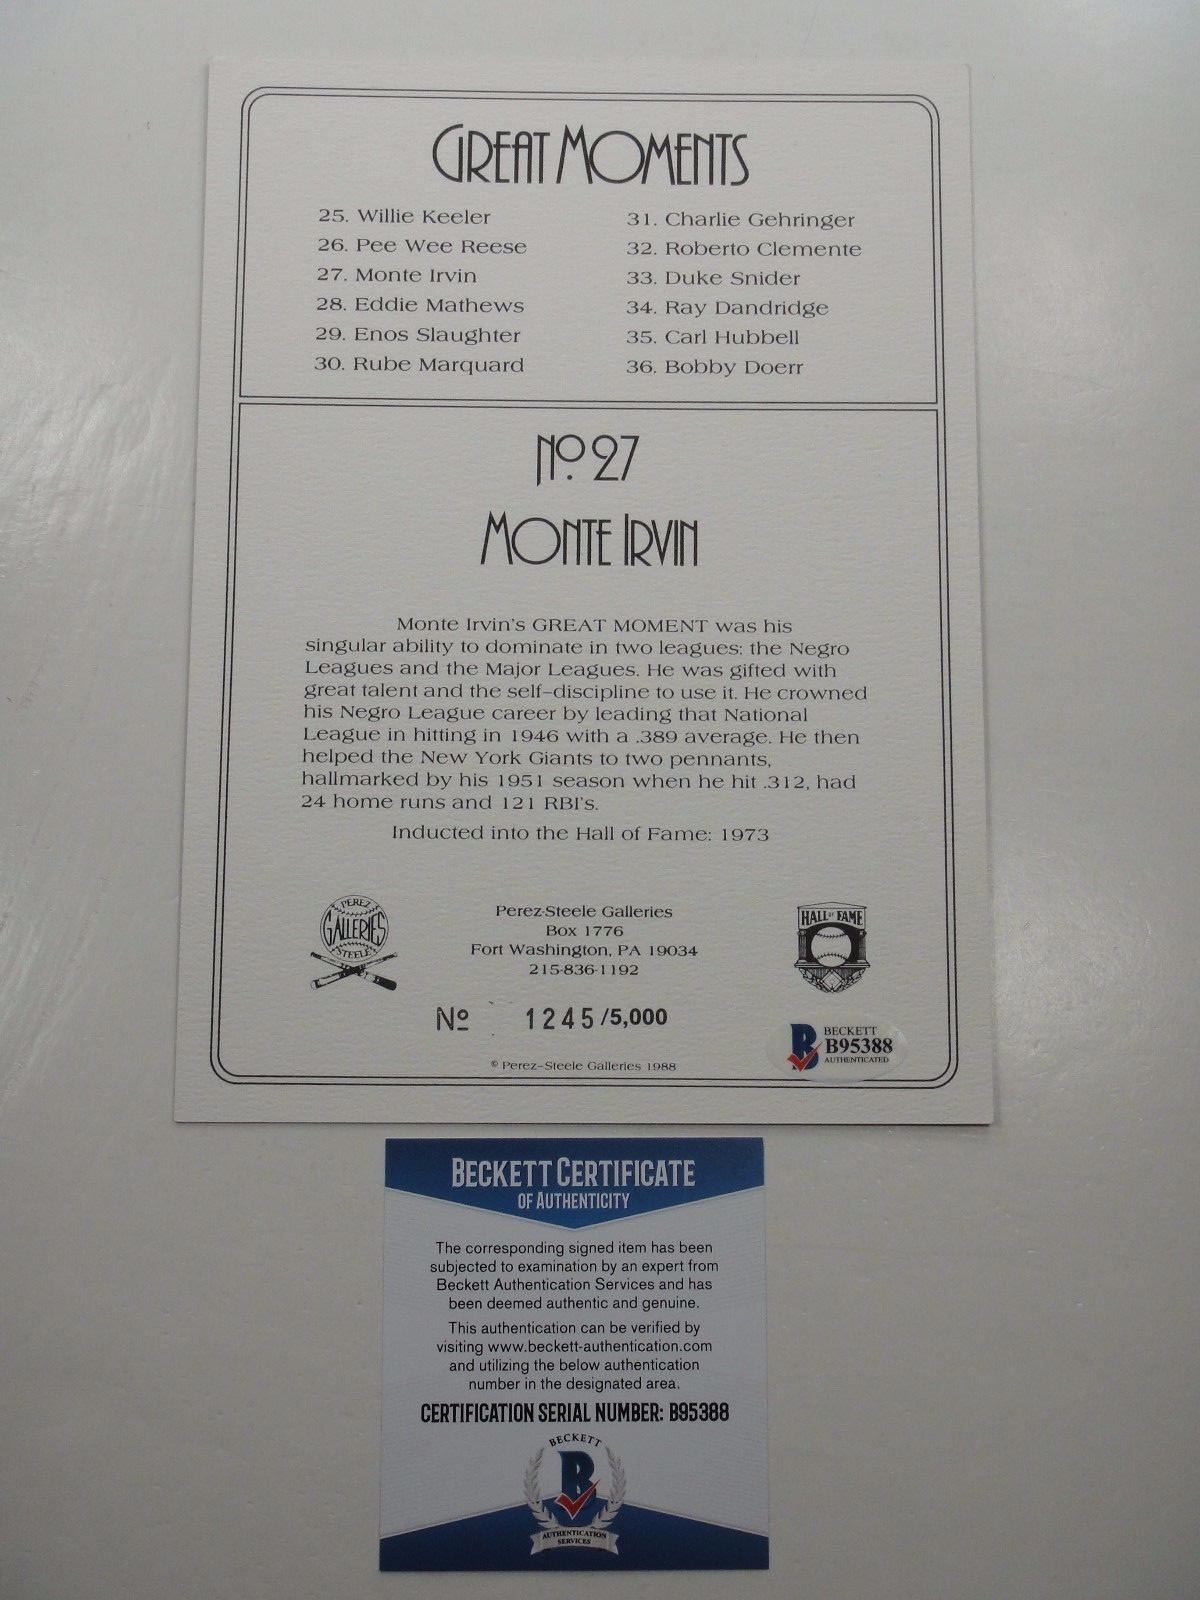 GREAT MOMENTS
25. Willie Keeler
26. Pee Wee Reese
27. Monte Irvin
28. Eddie Mathews
29. Enos Slaughter
30. Rube Marquard
31. Charlie Gehringer
32. Roberto Clemente
33. Duke Snider
34. Ray Dandridge
35. Carl Hubbell
36. Bobby Doerr
No. 27
MONTE IRVIN
Monte Irvin's GREAT MOMENT was his
singular ability to dominate in two leagues: the Negro
Leagues and the Major Leagues. He was gifted with
great talent and the self-discipline to use it. He crowned
his Negro League career by leading that National
League in hitting in 1946 with a .389 average. He then
helped the New York Giants to two pennants,
hallmarked by his 1951 season when he hit .312, had
24 home runs and 121 RBI's.
Inducted into the Hall of Fame: 1973
PEREZ
GALLERIES
STEELE
Perez-Steele Galleries
Box 1776
Fort Washington, PA 19034
215-836-1192
HALL OF FAME
No 1245/5,000
© Perez-Steele Galleries 1988
B
BECKETT
B95388
AUTHENTICATED
BECKETT CERTIFICATE
OF AUTHENTICITY
The corresponding signed item has been
subjected to examination by an expert from
Beckett Authentication Services and has
been deemed authentic and genuine.
This authentication can be verified by
visiting www.beckett-authentication.com
and utilizing the below authentication
number in the designated area.
CERTIFICATION SERIAL NUMBER: B95388
BECKETT
B
AUTHENTICATION
SERVICES